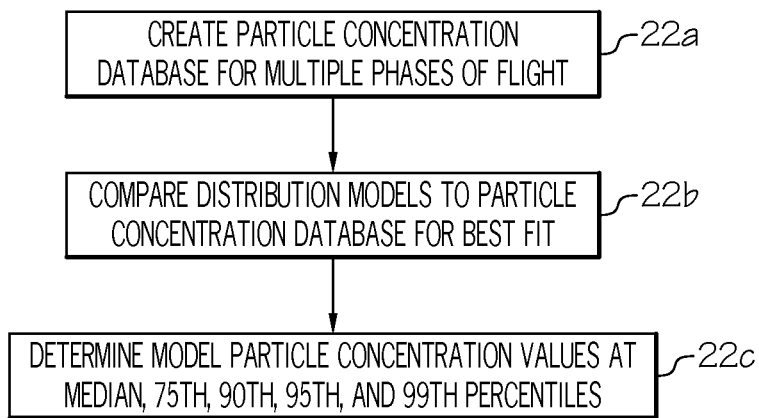 CREATE PARTICLE CONCENTRATION
DATABASE FOR MULTIPLE PHASES OF FLIGHT
22a
COMPARE DISTRIBUTION MODELS TO PARTICLE
CONCENTRATION DATABASE FOR BEST FIT
22b
DETERMINE MODEL PARTICLE CONCENTRATION VALUES AT
MEDIAN, 75TH, 90TH, 95TH, AND 99TH PERCENTILES
22c